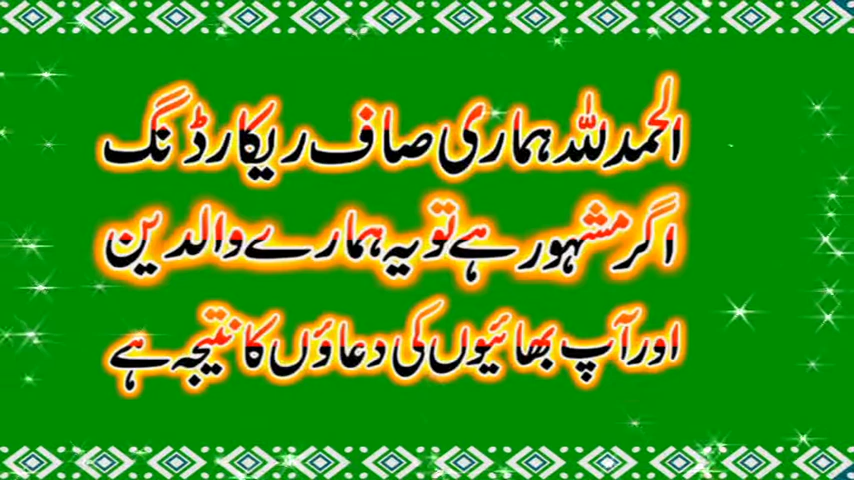 الحمدللہ ہماری صاف ریکارڈنگ
اگر مشہور ہے تو یہ ہمارے والدین
اور آپ بھائیوں کی دعاؤں کا نتیجہ ہے